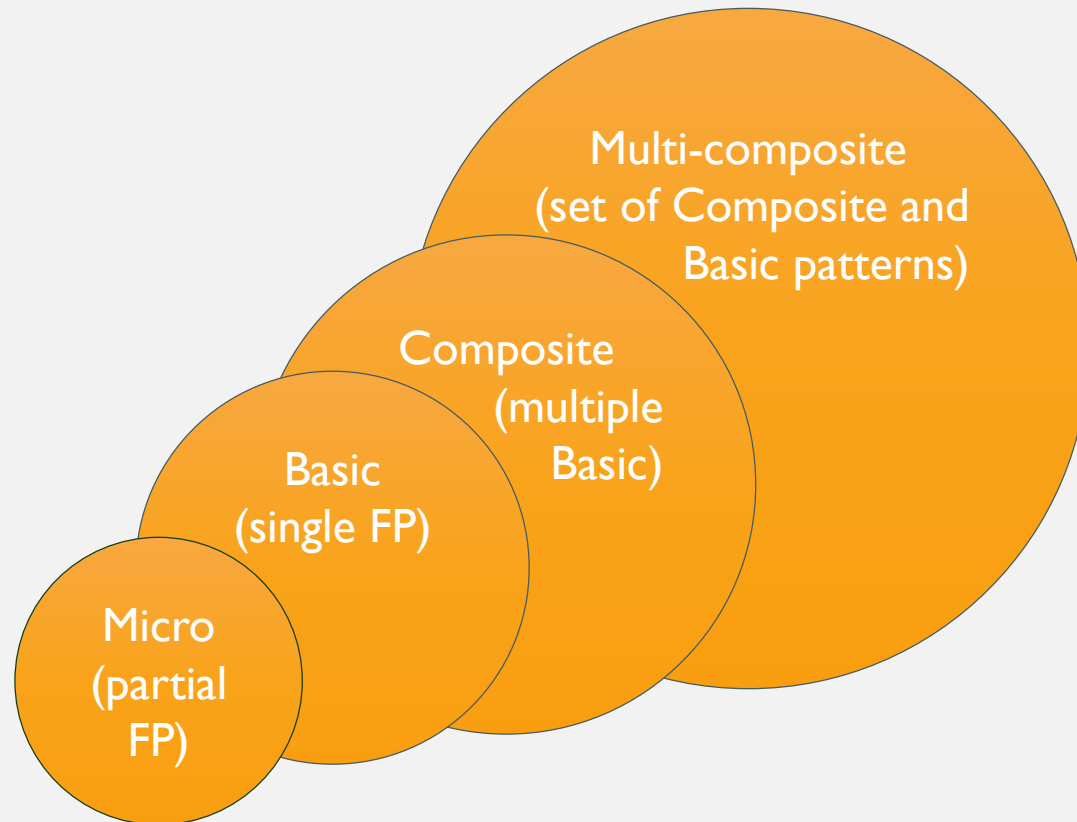 Multi-composite
(set of Composite and
Basic patterns)
Composite
(multiple
Basic)
Basic
(single FP)
Micro
(partial
FP)